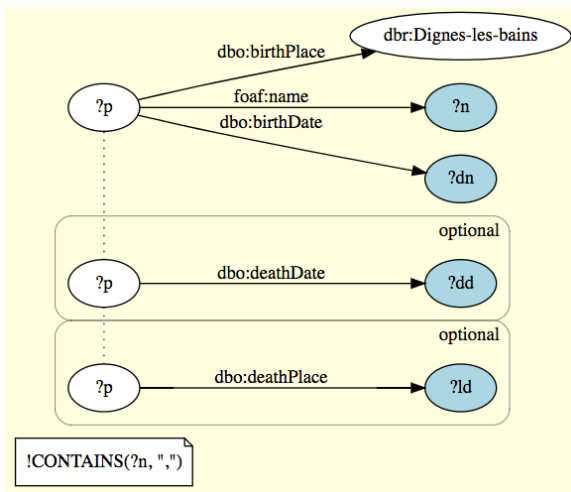 dbr:Dignes-les-bains
dbo:birthPlace
?p
foaf:name
?n
dbo:birthDate
?dn
optional
?p
dbo:deathDate
?dd
optional
?p
dbo:deathPlace
?ld
!CONTAINS(?n, ",")